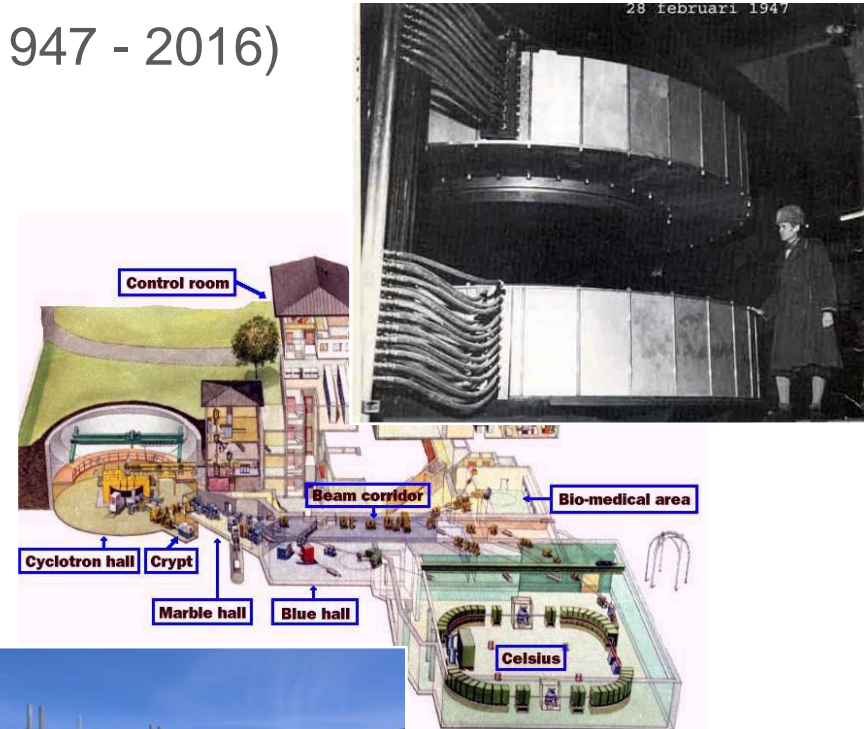 947 - 2016)
28 februari 1947
Control room
Beam corridor
Bio-medical area
Cyclotron hall
Crypt
Marble hall
Blue hall
Celsius